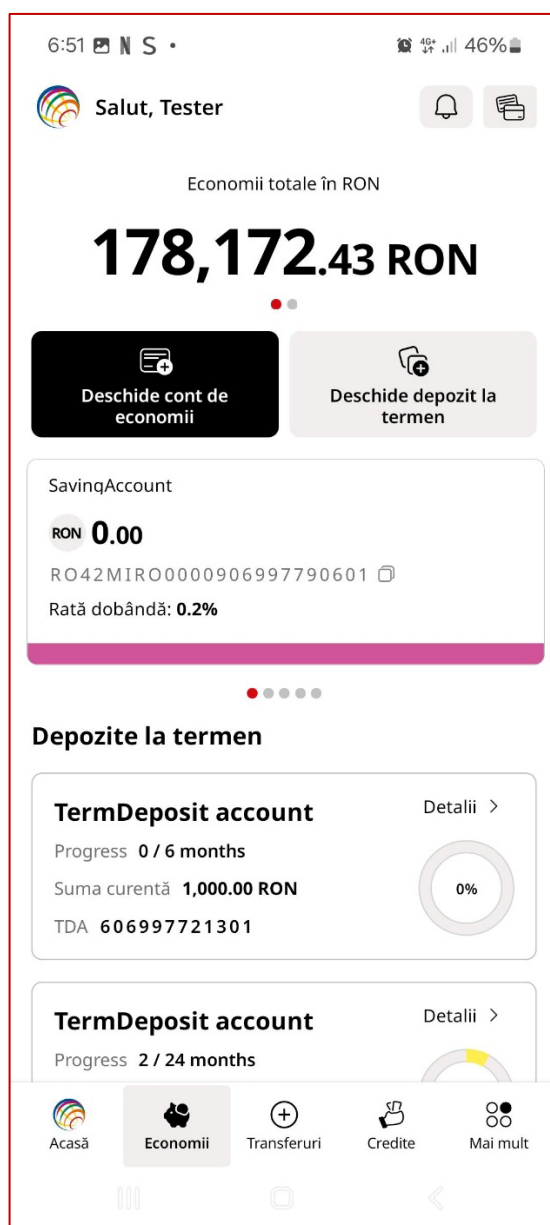 6:51 N S • 4G+ 46%
Salut, Tester
Economii totale în RON
178,172.43 RON
Deschide cont de
economii
Deschide depozit la
termen
SavingAccount
RON 0.00
RO42MIRO0000906997790601
Rată dobândă: 0.2%
Depozite la termen
TermDeposit account
Detalii >
Progress 0 / 6 months
Suma curentă 1,000.00 RON
0%
TDA 606997721301
TermDeposit account
Detalii >
Progress 2 / 24 months
Acasă
Economii
Transferuri
Credite
Mai mult